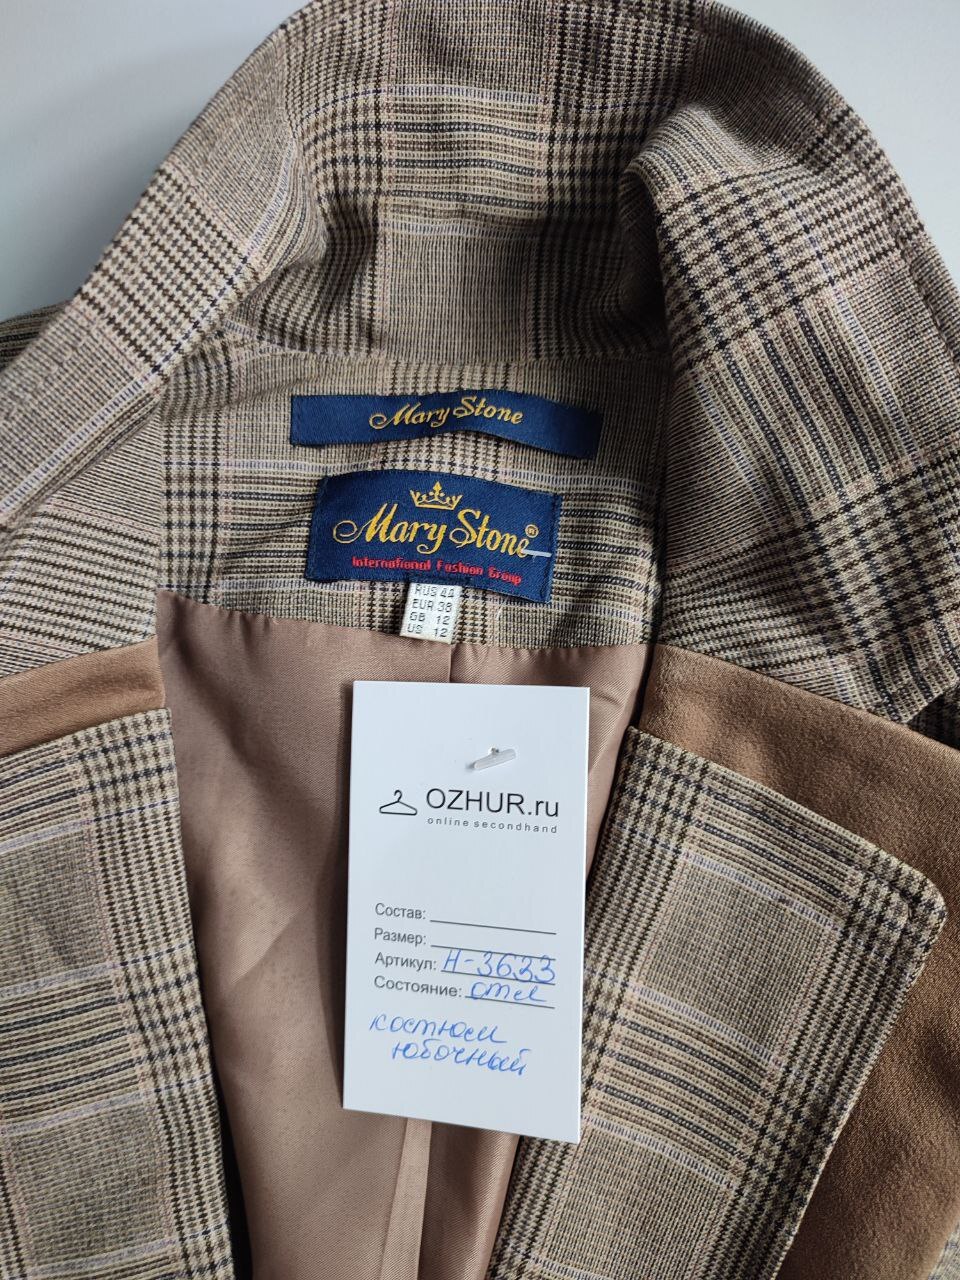 Mary Stone
Mary Stone®
International Fashion Group
RUS 44
EUR 38
GB 12
US 12
OZHUR.ru
online secondhand
Состав:
Размер:
Артикул: Н-3633
Состояние: отл
костюм
юбочный